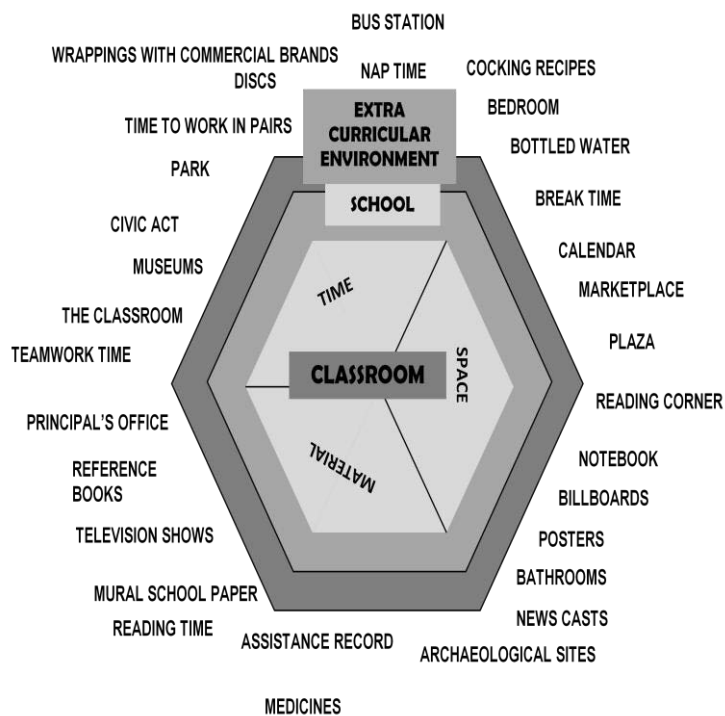 BUS STATION
WRAPPINGS WITH COMMERCIAL BRANDS
DISCS
NAP TIME
COCKING RECIPES
BEDROOM
EXTRA
CURRICULAR
ENVIRONMENT
TIME TO WORK IN PAIRS
BOTTLED WATER
PARK
BREAK TIME
SCHOOL
CIVIC ACT
CALENDAR
MUSEUMS
MARKETPLACE
TIME
THE CLASSROOM
PLAZA
TEAMWORK TIME
CLASSROOM
SPACE
READING CORNER
PRINCIPAL'S OFFICE
NOTEBOOK
REFERENCE
BOOKS
MATERIAL
BILLBOARDS
TELEVISION SHOWS
POSTERS
BATHROOMS
MURAL SCHOOL PAPER
NEWS CASTS
READING TIME
ASSISTANCE RECORD
ARCHAEOLOGICAL SITES
MEDICINES